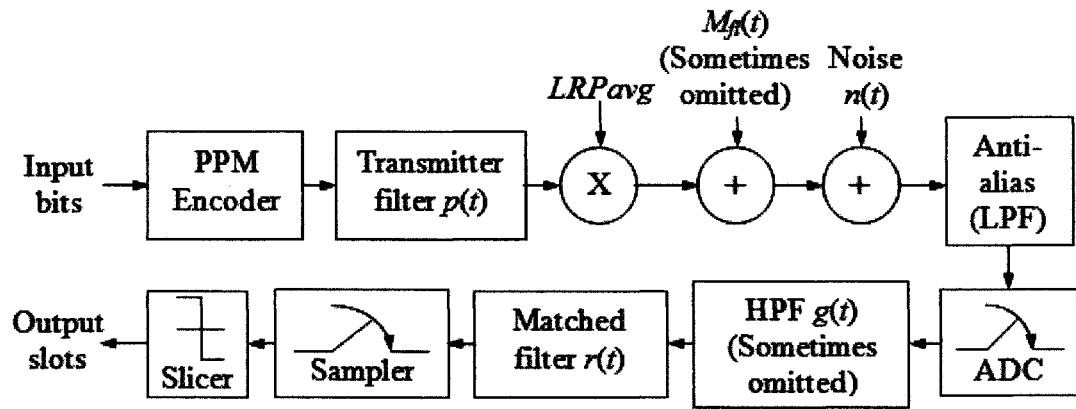 M_fl(t)
(Sometimes
omitted)
Noise
n(t)
LRPavg
Input
bits
PPM
Encoder
Transmitter
filter p(t)
X
+
+
Anti-
alias
(LPF)
Output
slots
Slicer
Sampler
Matched
filter r(t)
HPF g(t)
(Sometimes
omitted)
ADC